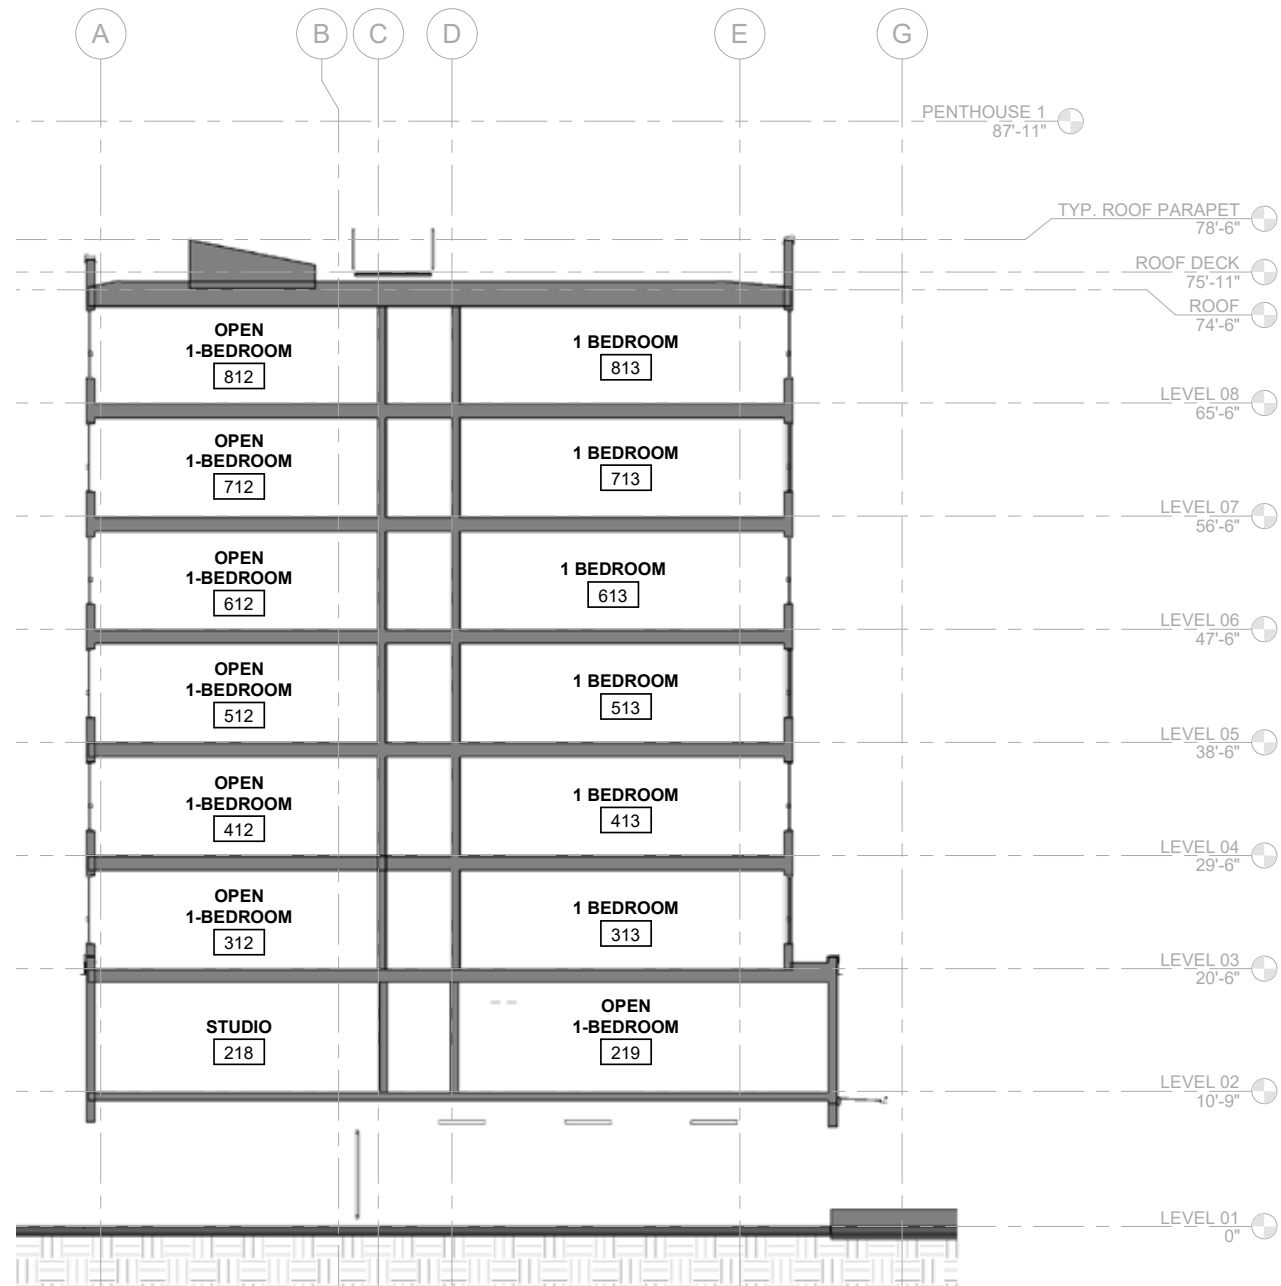 A
B
C
D
E
G
PENTHOUSE 1
87'-11"
TYP. ROOF PARAPET
78'-6"
ROOF DECK
75'-11"
ROOF
74'-6"
OPEN
1-BEDROOM
812
1 BEDROOM
813
LEVEL 08
65'-6"
OPEN
1-BEDROOM
712
1 BEDROOM
713
LEVEL 07
56'-6"
OPEN
1-BEDROOM
612
1 BEDROOM
613
LEVEL 06
47'-6"
OPEN
1-BEDROOM
512
1 BEDROOM
513
LEVEL 05
38'-6"
OPEN
1-BEDROOM
412
1 BEDROOM
413
LEVEL 04
29'-6"
OPEN
1-BEDROOM
312
1 BEDROOM
313
LEVEL 03
20'-6"
STUDIO
218
OPEN
1-BEDROOM
219
LEVEL 02
10'-9"
LEVEL 01
0"